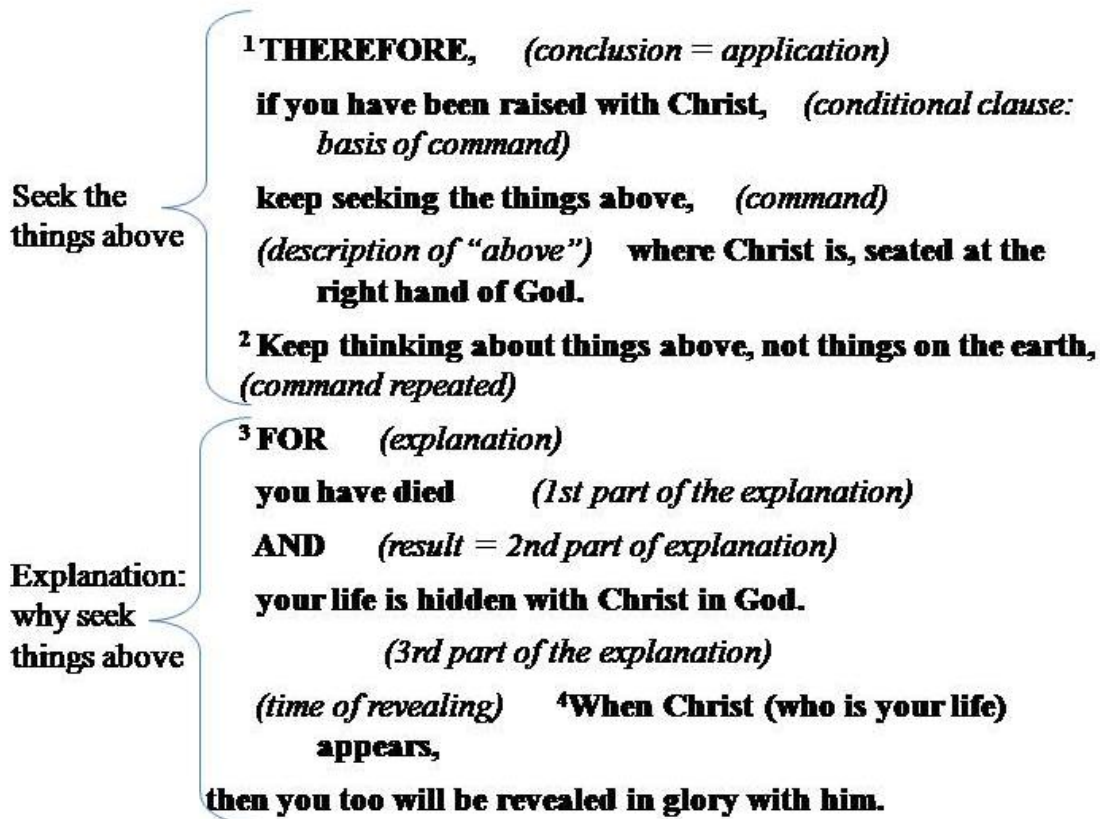 ¹ THEREFORE, (conclusion = application)
if you have been raised with Christ, (conditional clause:
basis of command)
Seek the
things above
keep seeking the things above, (command)
(description of “above”) where Christ is, seated at the
right hand of God.
² Keep thinking about things above, not things on the earth,
(command repeated)
³ FOR (explanation)
you have died (1st part of the explanation)
AND (result = 2nd part of explanation)
Explanation:
why seek
things above
your life is hidden with Christ in God.
(3rd part of the explanation)
(time of revealing) ⁴When Christ (who is your life)
appears,
then you too will be revealed in glory with him.